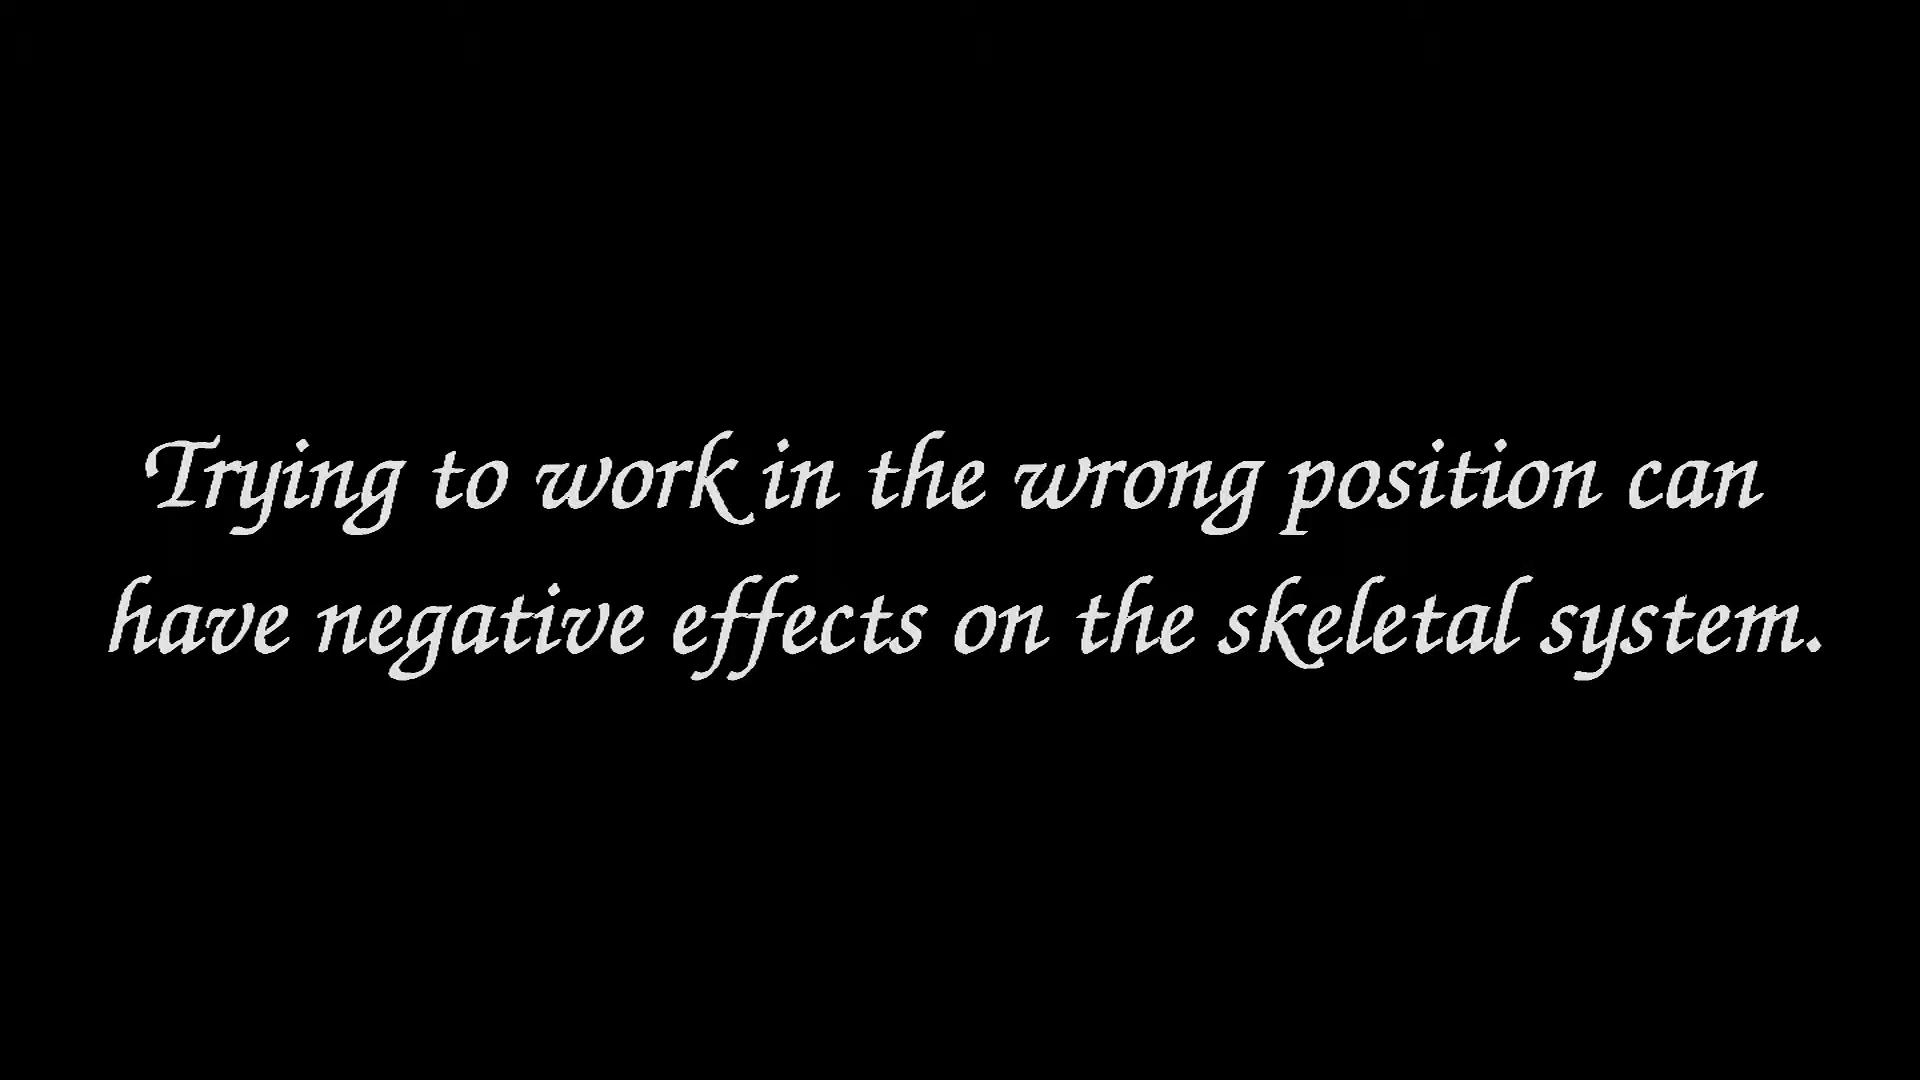 Trying to work in the wrong position can
have negative effects on the skeletal system.